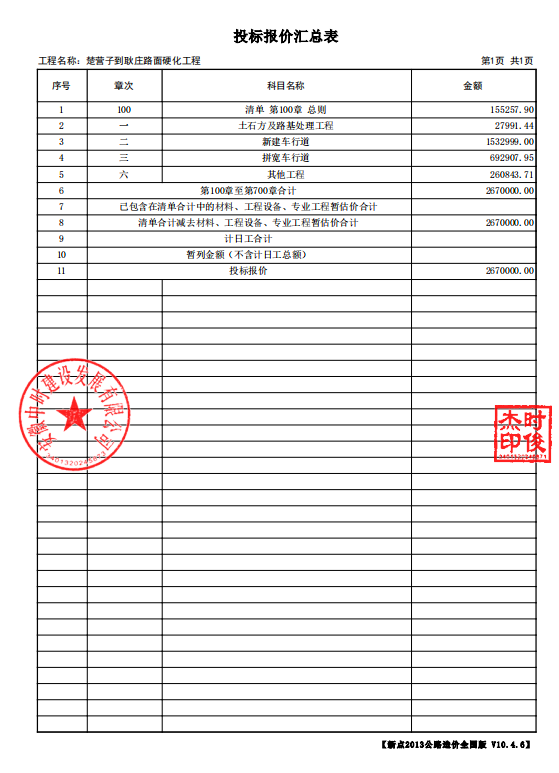 投标报价汇总表
工程名称：楚营子到耿庄路面硬化工程 第1页 共1页
序号 章次 科目名称 金额
1 100 清单 第100章 总则 155257.90
2 一 土石方及路基处理工程 27991.44
3 二 新建车行道 1532999.00
4 三 拼宽车行道 692907.95
5 六 其他工程 260843.71
6 第100章至第700章合计 2670000.00
7 已包含在清单合计中的材料、工程设备、专业工程暂估价合计
8 清单合计减去材料、工程设备、专业工程暂估价合计 2670000.00
9 计日工合计
10 暂列金额（不含计日工总额）
11 投标报价 2670000.00
安徽中时建设发展有限公司
时俊
杰印
【新点2013公路造价全国版 V10.4.6】